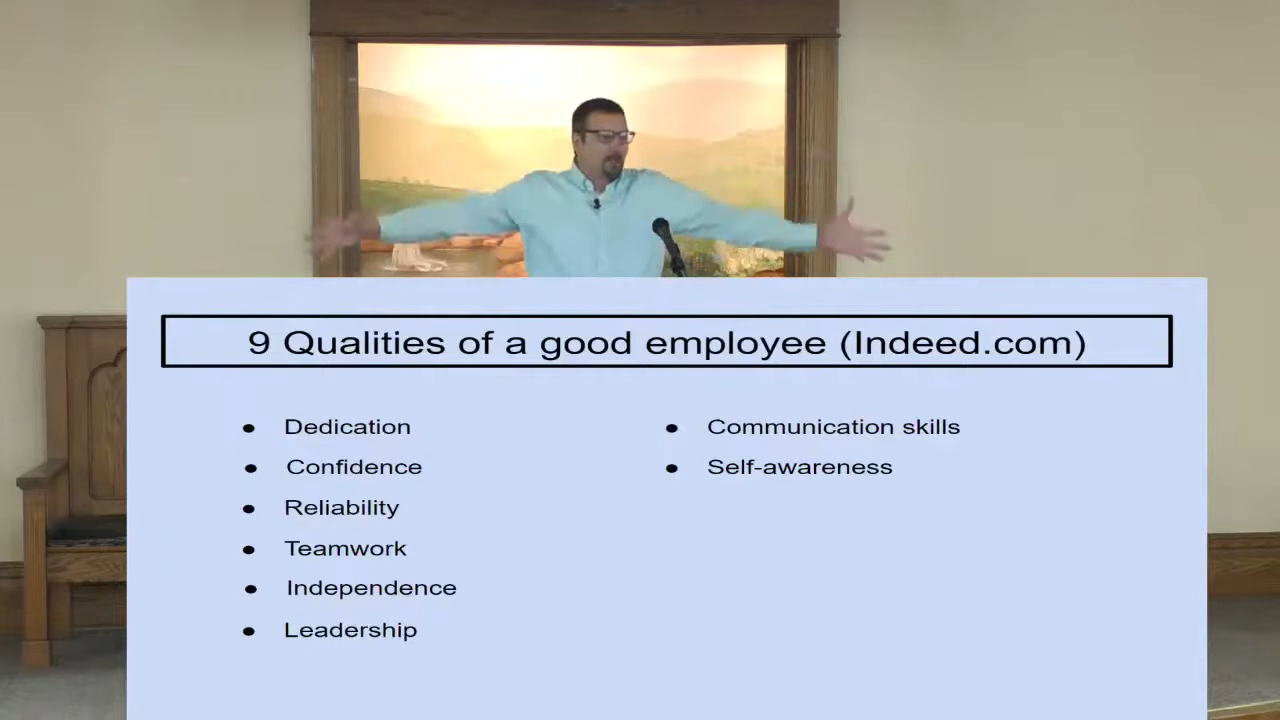 9 Qualities of a good employee (Indeed.com)
● Dedication
● Confidence
● Reliability
● Teamwork
● Independence
● Leadership
● Communication skills
● Self-awareness